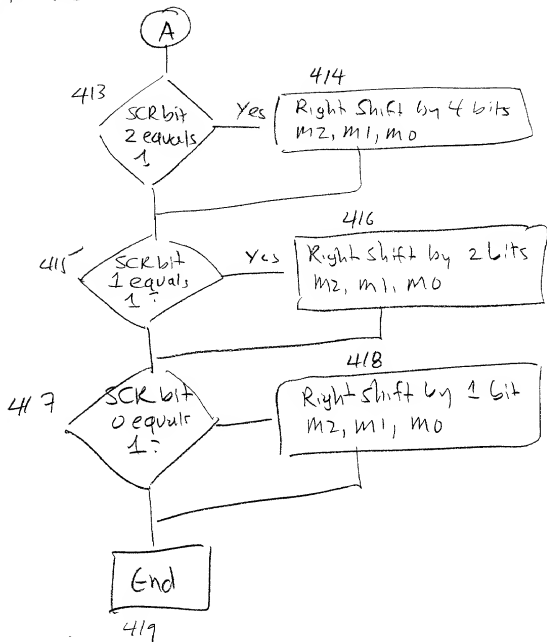 A
413
SCR bit
2 equals
1
Yes
414
Right Shift by 4 bits
m2, m1, m0
415
SCR bit
1 equals
1?
Yes
416
Right Shift by 2 bits
m2, m1, m0
417
SCR bit
0 equals
1?
418
Right Shift by 1 bit
m2, m1, m0
End
419